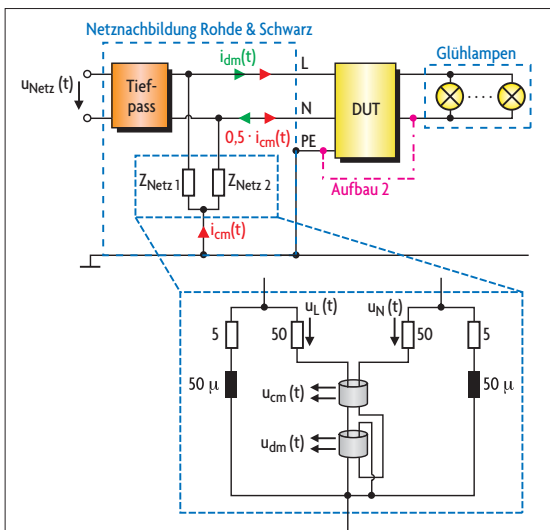 Netznachbildung Rohde & Schwarz
i_dm(t)
L
u_Netz (t)
Tief-
pass
DUT
Glühlampen
N
0,5 · i_cm(t)
PE
Z_Netz 1
Z_Netz 2
Aufbau 2
i_cm(t)
u_L (t)
u_N(t)
5
50
50
5
50 µ
50 µ
u_cm (t)
u_dm (t)